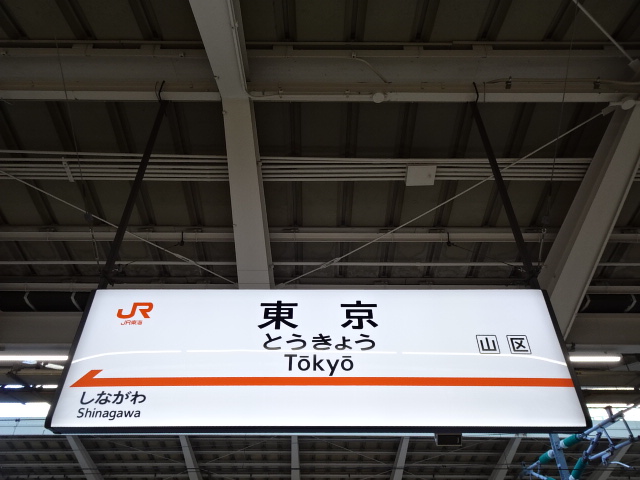 JR
JR東海
東京
とうきょう
Tōkyō
山 区
しながわ
Shinagawa